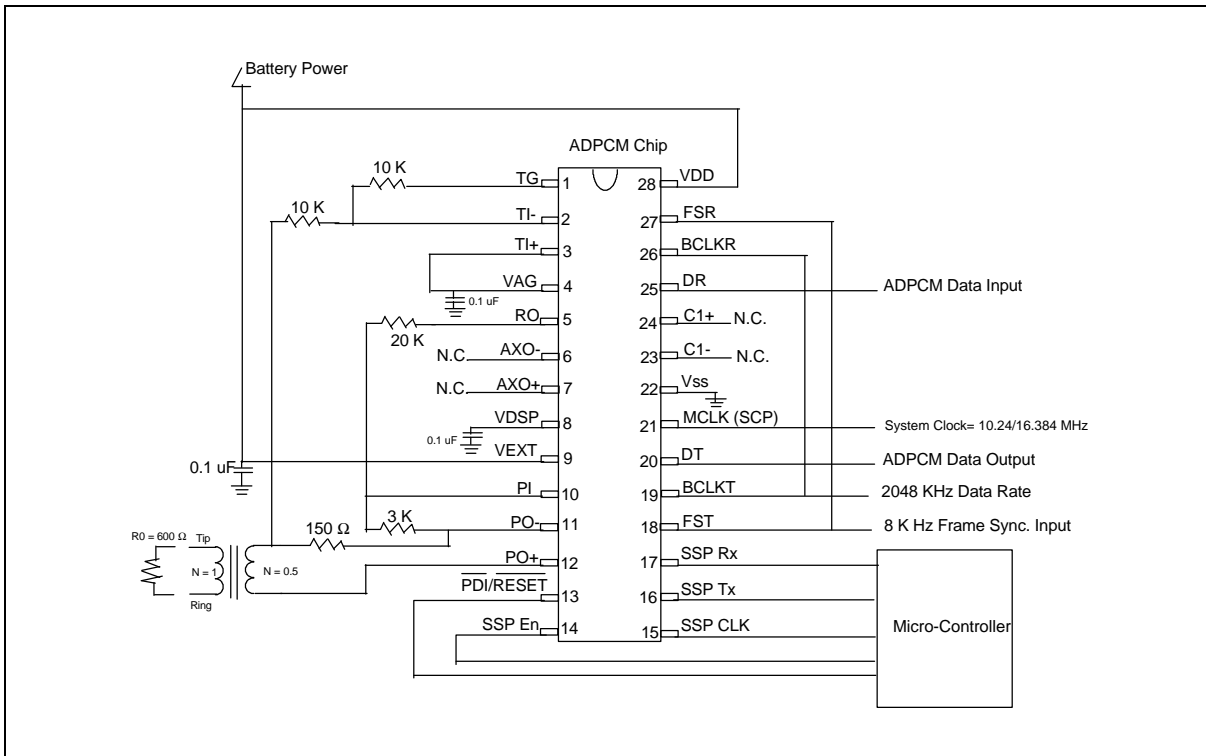 Battery Power
ADPCM Chip
10 K
TG
1
28
VDD
10 K
TI-
2
27
FSR
TI+
3
26
BCLKR
VAG
4
25
DR
ADPCM Data Input
0.1 uF
RO
5
24
C1+
N.C.
20 K
N.C.
AXO-
6
23
C1-
N.C.
N.C.
AXO+
7
22
Vss
VDSP
8
21
MCLK (SCP)
System Clock= 10.24/16.384 MHz
0.1 uF
VEXT
9
20
DT
ADPCM Data Output
0.1 uF
PI
10
19
BCLKT
2048 KHz Data Rate
3 K
PO-
11
18
FST
8 K Hz Frame Sync. Input
150 Ω
R0 = 600 Ω
Tip
N = 1
N = 0.5
Ring
PO+
12
17
SSP Rx
PDI/RESET
13
16
SSP Tx
SSP En
14
15
SSP CLK
Micro-Controller